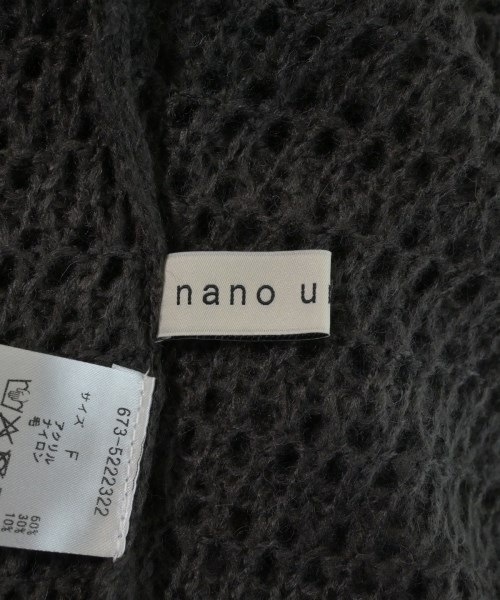 nano u
673-5222322
サイズ F
アクリル 60%
ナイロン 30%
毛 10%